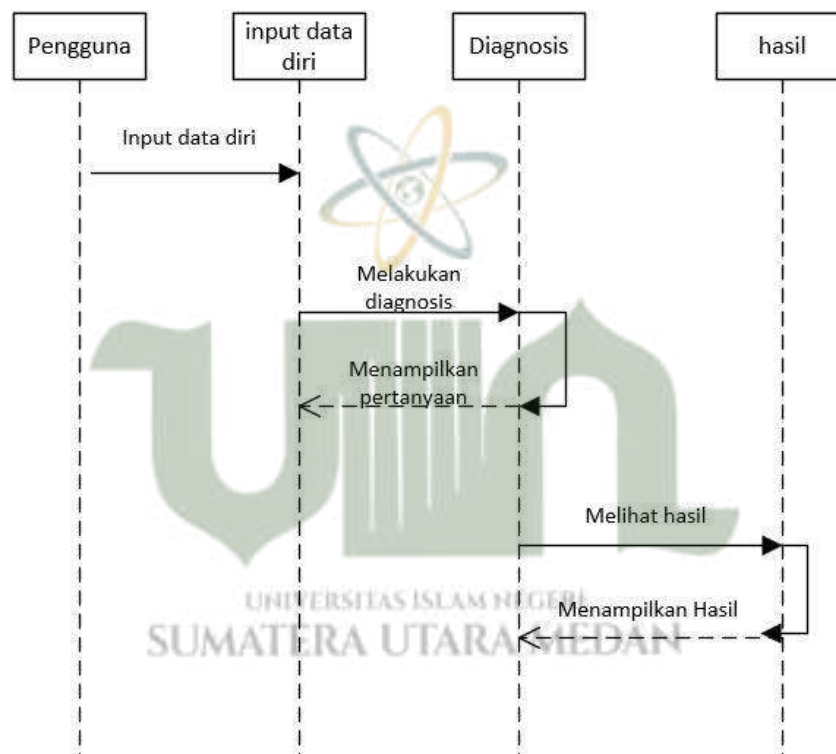 Pengguna
input data
diri
Diagnosis
hasil
Input data diri
Melakukan
diagnosis
Menampilkan
pertanyaan
Melihat hasil
UNIVERSITAS ISLAM NEGERI
Menampilkan Hasil
SUMATERA UTARA MEDAN